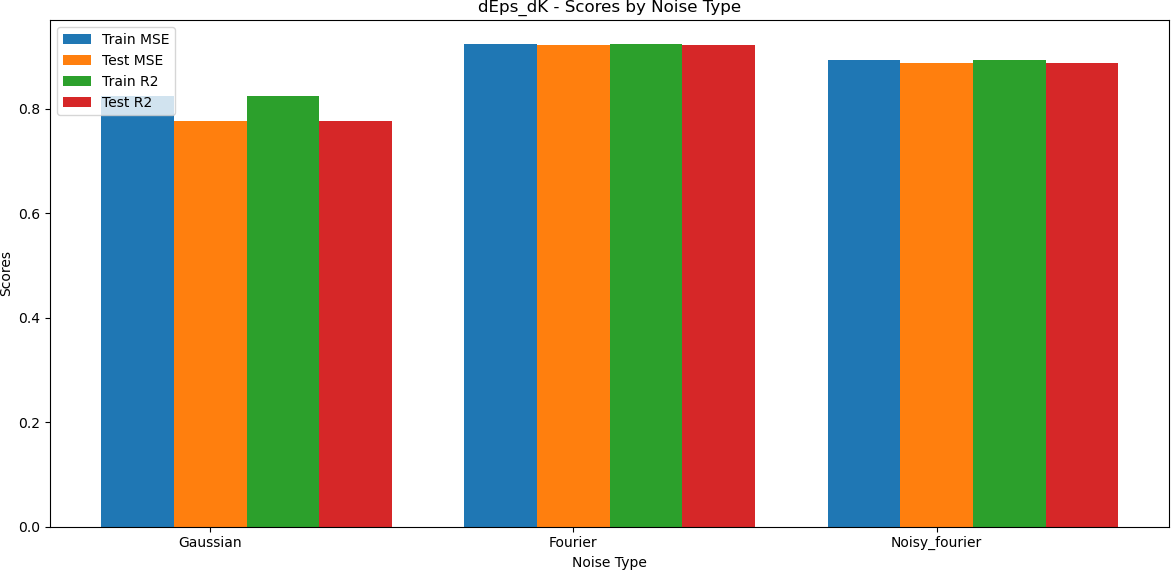 dEps_dK - Scores by Noise Type
Train MSE
Test MSE
Train R2
Test R2
Scores
0.8
0.6
0.4
0.2
0.0
Gaussian
Fourier
Noisy_fourier
Noise Type